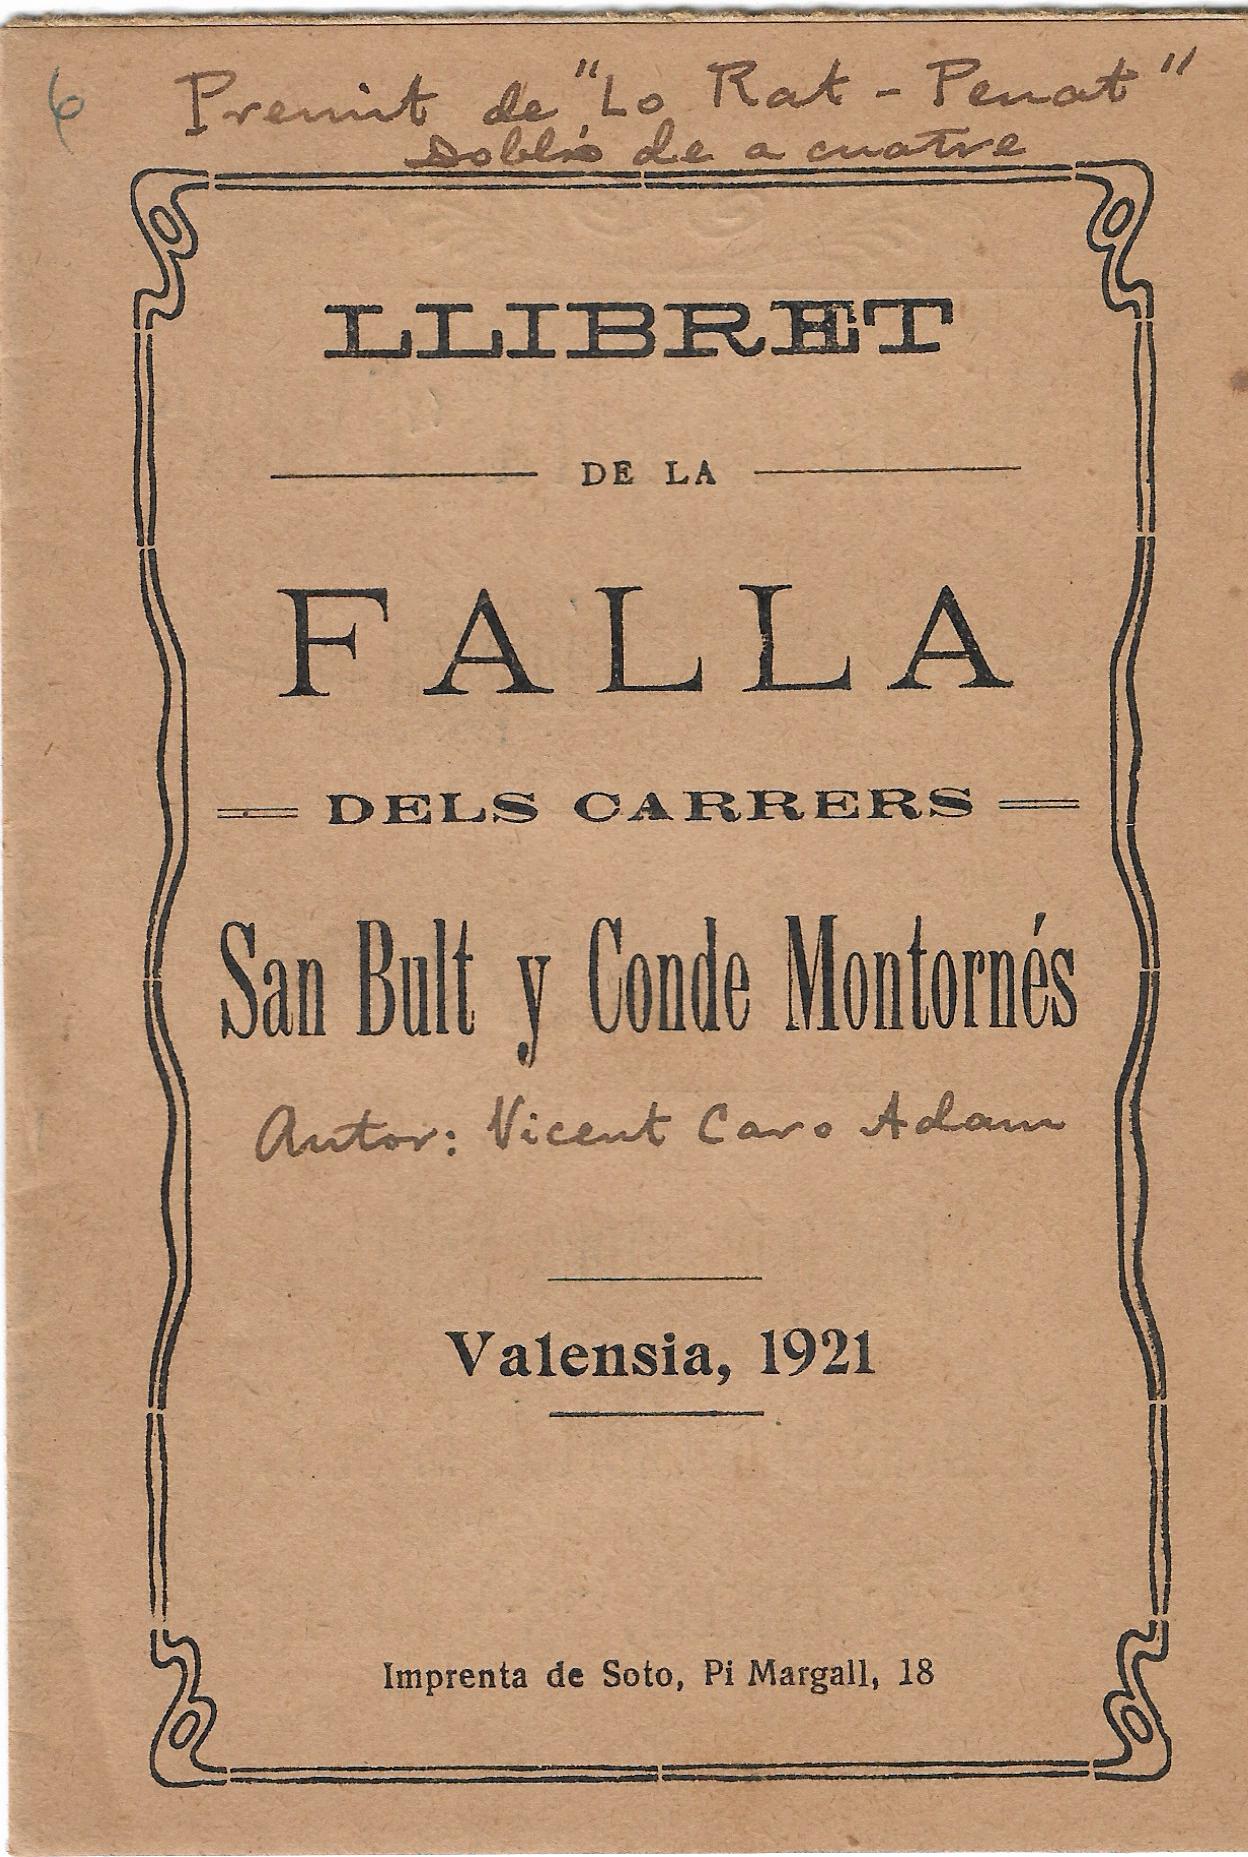 6
Premit de "Lo Rat - Penat"
Dobló de a cuatre
LLIBRET
DE LA
FALLA
DELS CARRERS
San Bult y Conde Montornés
Autor: Vicent Caro Adam
Valensia, 1921
Imprenta de Soto, Pi Margall, 18